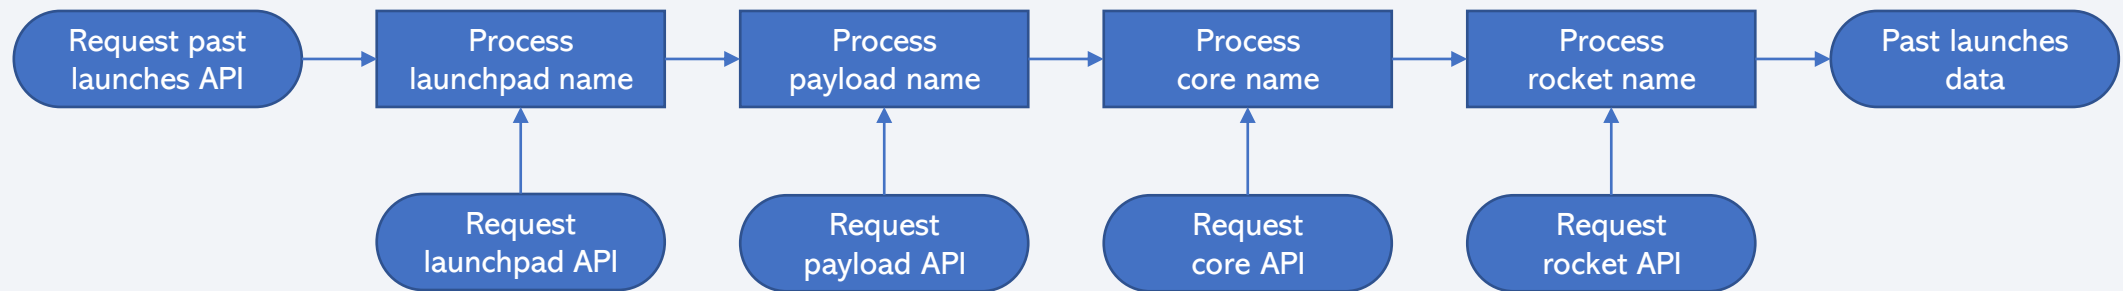 Request past
launches API
Process
launchpad name
Process
payload name
Process
core name
Process
rocket name
Past launches
data
Request
launchpad API
Request
payload API
Request
core API
Request
rocket API